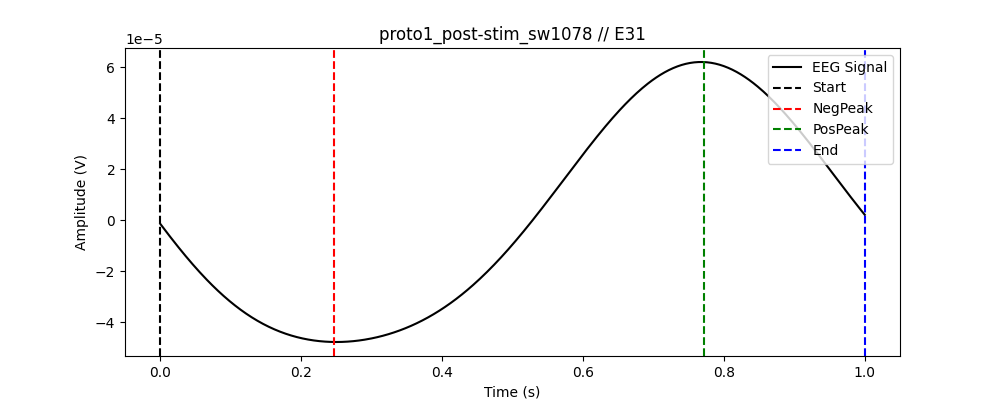 proto1_post-stim_sw1078 // E31
1e−5
6
4
2
0
−2
−4
Amplitude (V)
EEG Signal
Start
NegPeak
PosPeak
End
0.0 0.2 0.4 0.6 0.8 1.0
Time (s)